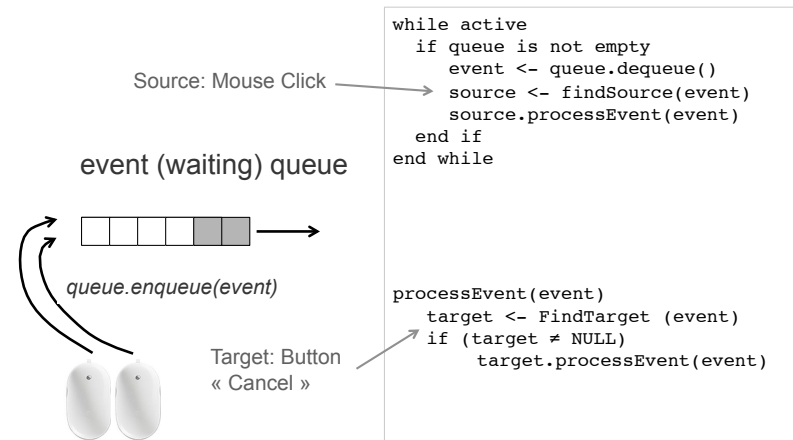 Source: Mouse Click
event (waiting) queue
queue.enqueue(event)
Target: Button
« Cancel »
while active
if queue is not empty
event <- queue.dequeue()
source <- findSource(event)
source.processEvent(event)
end if
end while
processEvent(event)
target <- FindTarget (event)
if (target ≠ NULL)
target.processEvent(event)